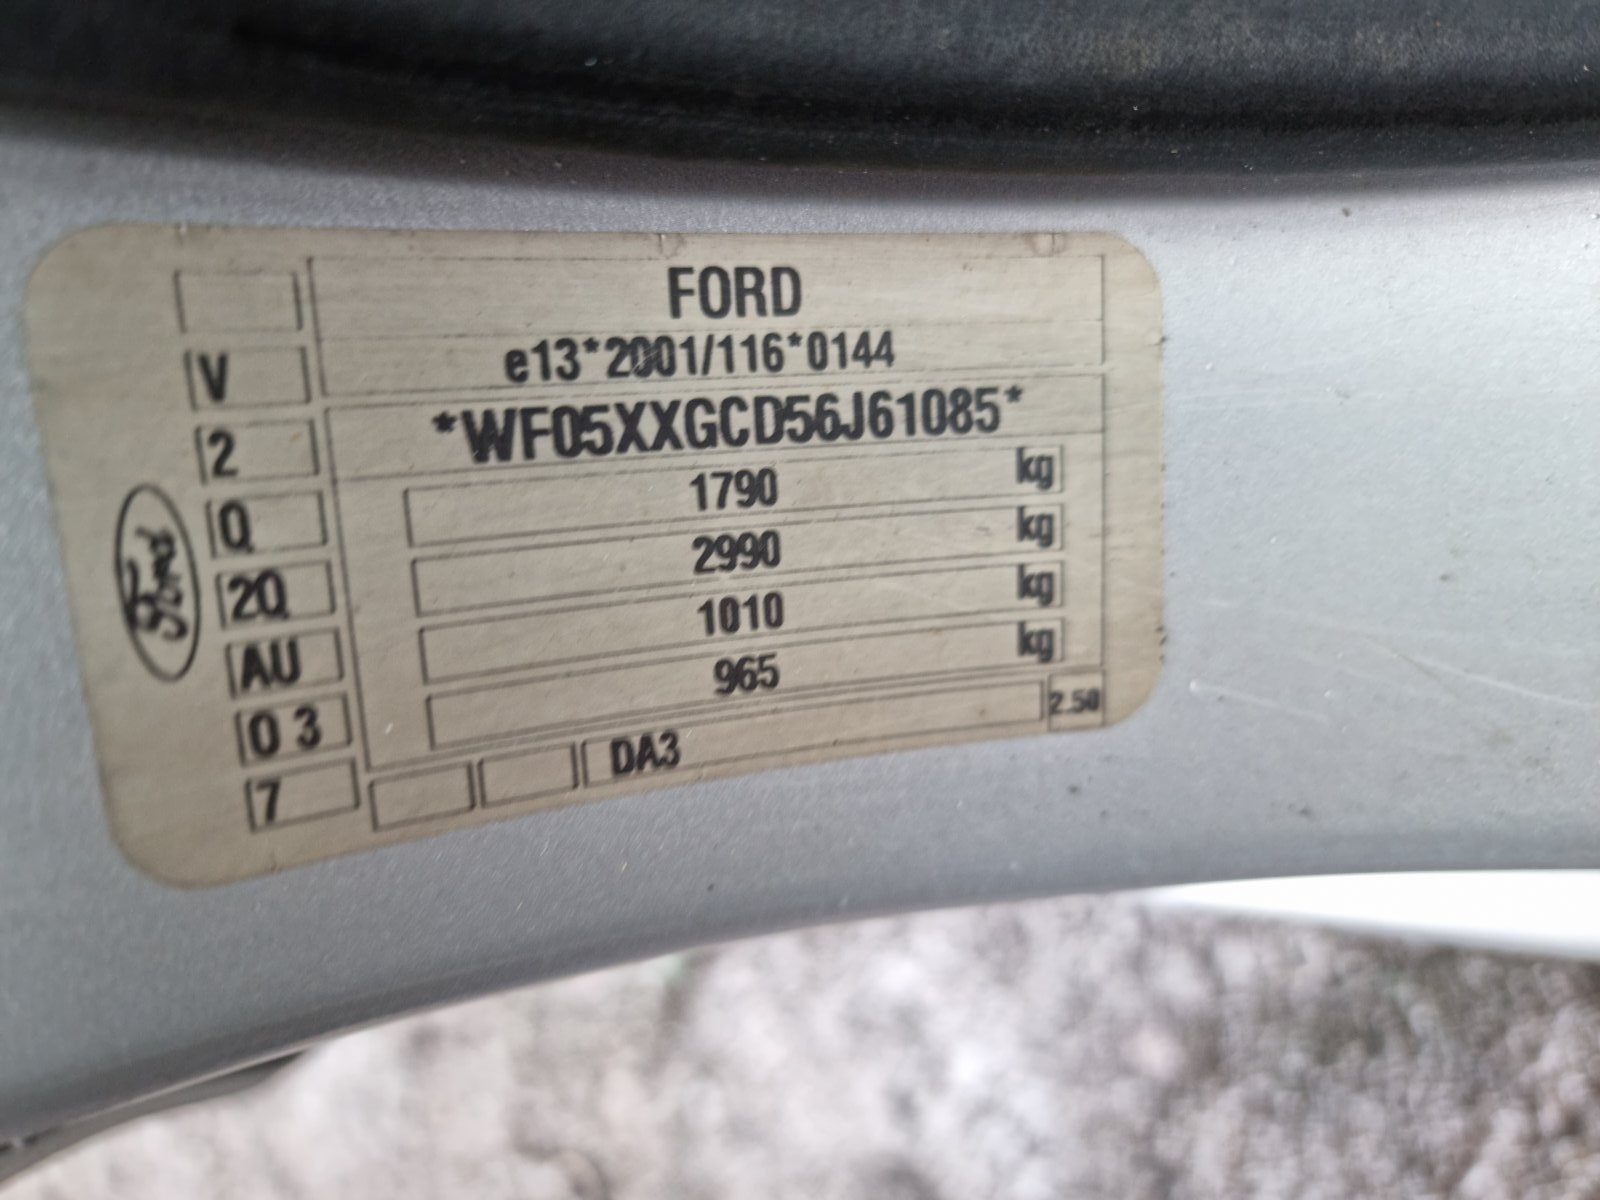 FORD
e13*2001/116*0144
V
*WF05XXGCD56J61085*
2
1790 kg
Q
2990 kg
2Q
1010 kg
AU
965 kg
0 3
DA3 2.50
7
Ford